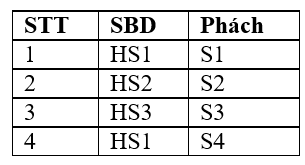 STT SBD Phách
1 HS1 S1
2 HS2 S2
3 HS3 S3
4 HS1 S4